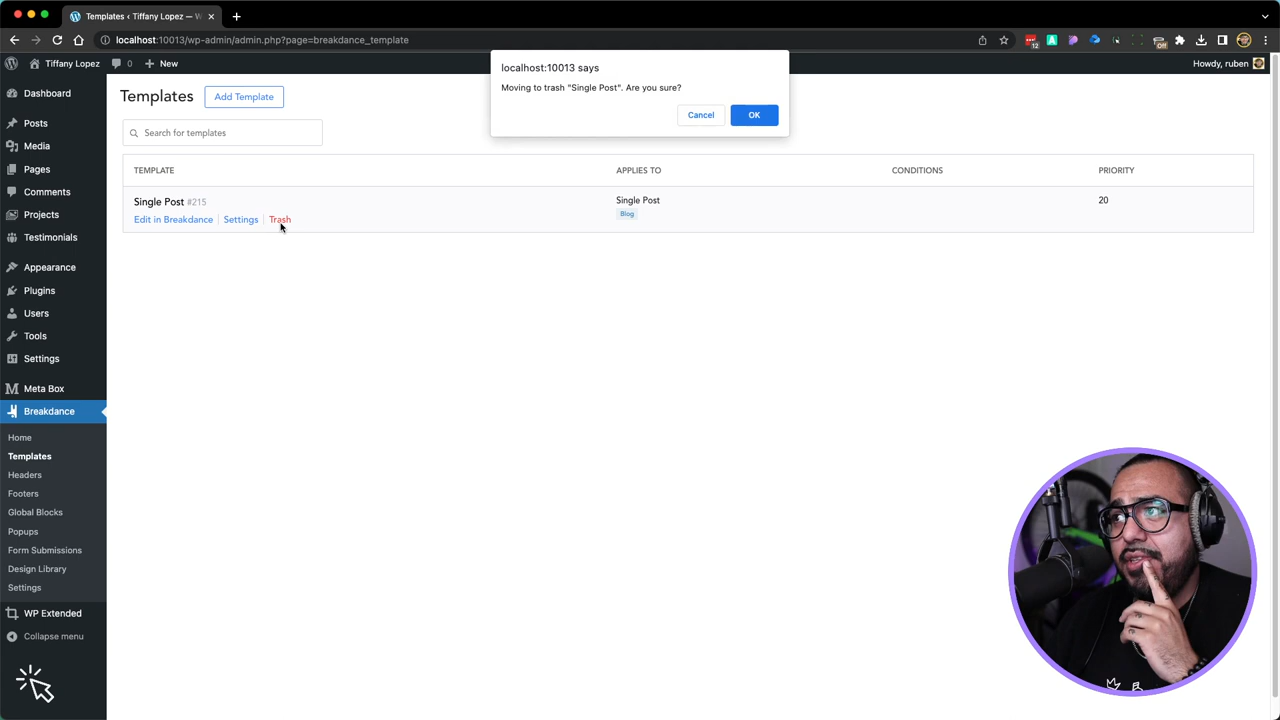 Templates ‹ Tiffany Lopez — W
localhost:10013/wp-admin/admin.php?page=breakdance_template
12
Off
Tiffany Lopez
0
New
Howdy, ruben
localhost:10013 says
Moving to trash "Single Post". Are you sure?
Cancel
OK
Dashboard
Posts
Media
Pages
Comments
Projects
Testimonials
Appearance
Plugins
Users
Tools
Settings
Meta Box
Breakdance
Home
Templates
Headers
Footers
Global Blocks
Popups
Form Submissions
Design Library
Settings
WP Extended
Collapse menu
Templates
Add Template
Search for templates
TEMPLATE
APPLIES TO
CONDITIONS
PRIORITY
Single Post #215
Edit in Breakdance
Settings
Trash
Single Post
Blog
20